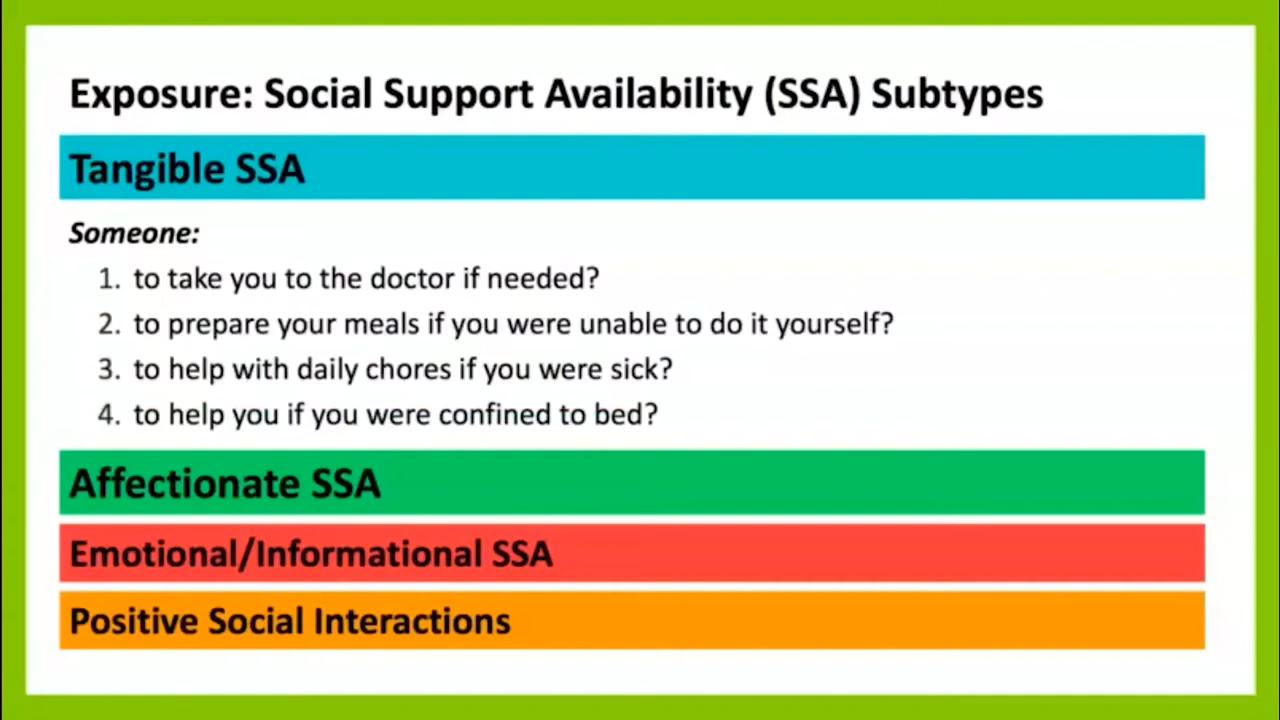 Exposure: Social Support Availability (SSA) Subtypes
Tangible SSA
Someone:
1. to take you to the doctor if needed?
2. to prepare your meals if you were unable to do it yourself?
3. to help with daily chores if you were sick?
4. to help you if you were confined to bed?
Affectionate SSA
Emotional/Informational SSA
Positive Social Interactions